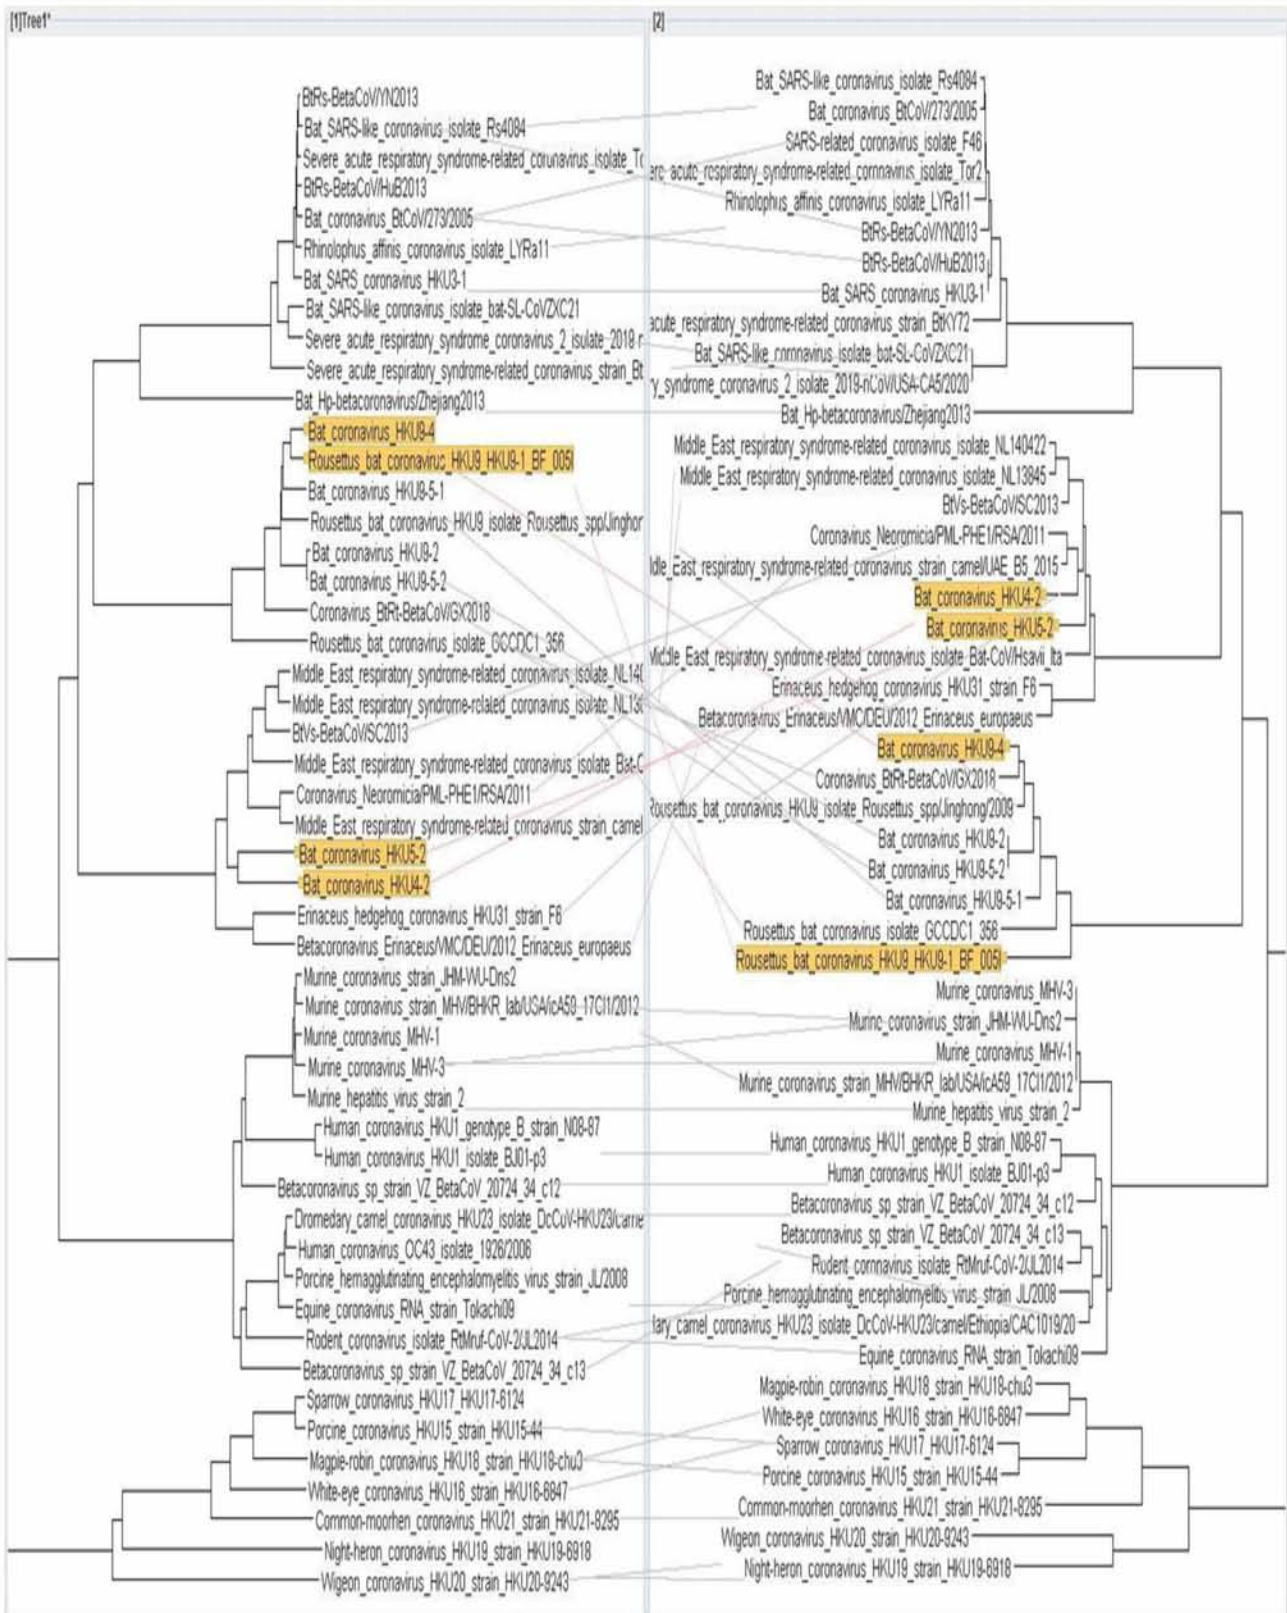 [1]Tree1*
BtRs-BetaCoV/YN2013
Bat_SARS-like_coronavirus_isolate_Rs4084
Severe_acute_respiratory_syndrome-related_coronavirus_isolate_To
BtRs-BetaCoV/HuB2013
Bat_coronavirus_BtCoV/273/2005
Rhinolophus_affinis_coronavirus_isolate_LYRa11
Bat_SARS_coronavirus_HKU3-1
Bat_SARS-like_coronavirus_isolate_bat-SL-CoVZXC21
Severe_acute_respiratory_syndrome_coronavirus_2_isolate_2019-n
Severe_acute_respiratory_syndrome-related_coronavirus_strain_Bt
Bat_Hp-betacoronavirus/Zhejiang2013
Bat_coronavirus_HKU9-4
Rousettus_bat_coronavirus_HKU9_HKU9-1_BF_005I
Bat_coronavirus_HKU9-5-1
Rousettus_bat_coronavirus_HKU9_isolate_Rousettus_spp/Jinghon
Bat_coronavirus_HKU9-2
Bat_coronavirus_HKU9-5-2
Coronavirus_BtRt-BetaCoV/GX2018
Rousettus_bat_coronavirus_isolate_GCCDC1_356
Middle_East_respiratory_syndrome-related_coronavirus_isolate_NL140
Middle_East_respiratory_syndrome-related_coronavirus_isolate_NL138
BtVs-BetaCoV/SC2013
Middle_East_respiratory_syndrome-related_coronavirus_isolate_Bat-C
Coronavirus_Neoromicia/PML-PHE1/RSA/2011
Middle_East_respiratory_syndrome-related_coronavirus_strain_camel
Bat_coronavirus_HKU5-2
Bat_coronavirus_HKU4-2
Erinaceus_hedgehog_coronavirus_HKU31_strain_F6
Betacoronavirus_Erinaceus/VMC/DEU/2012_Erinaceus_europaeus
Murine_coronavirus_strain_JHM-WU-Dns2
Murine_coronavirus_strain_MHV/BHKR_lab/USA/icA59_17Cl1/2012
Murine_coronavirus_MHV-1
Murine_coronavirus_MHV-3
Murine_hepatitis_virus_strain_2
Human_coronavirus_HKU1_genotype_B_strain_N08-87
Human_coronavirus_HKU1_isolate_BJ01-p3
Betacoronavirus_sp_strain_VZ_BetaCoV_20724_34_c12
Dromedary_camel_coronavirus_HKU23_isolate_DcCoV-HKU23/came
Human_coronavirus_OC43_isolate_1926/2006
Porcine_hemagglutinating_encephalomyelitis_virus_strain_JL/2008
Equine_coronavirus_RNA_strain_Tokachi09
Rodent_coronavirus_isolate_RtMruf-CoV-2/JL2014
Betacoronavirus_sp_strain_VZ_BetaCoV_20724_34_c13
Sparrow_coronavirus_HKU17_HKU17-6124
Porcine_coronavirus_HKU15_strain_HKU15-44
Magpie-robin_coronavirus_HKU18_strain_HKU18-chu3
White-eye_coronavirus_HKU16_strain_HKU16-6847
Common-moorhen_coronavirus_HKU21_strain_HKU21-8295
Night-heron_coronavirus_HKU19_strain_HKU19-6918
Wigeon_coronavirus_HKU20_strain_HKU20-9243
[2]
Bat_SARS-like_coronavirus_isolate_Rs4084
Bat_coronavirus_BtCoV/273/2005
SARS-related_coronavirus_isolate_F46
ere_acute_respiratory_syndrome-related_coronavirus_isolate_Tor2
Rhinolophus_affinis_coronavirus_isolate_LYRa11
BtRs-BetaCoV/YN2013
BtRs-BetaCoV/HuB2013
Bat_SARS_coronavirus_HKU3-1
acute_respiratory_syndrome-related_coronavirus_strain_BtKY72
Bat_SARS-like_coronavirus_isolate_bat-SL-CoVZXC21
ry_syndrome_coronavirus_2_isolate_2019-nCoV/USA-CA5/2020
Bat_Hp-betacoronavirus/Zhejiang2013
Middle_East_respiratory_syndrome-related_coronavirus_isolate_NL140422
Middle_East_respiratory_syndrome-related_coronavirus_isolate_NL13845
BtVs-BetaCoV/SC2013
Coronavirus_Neoromicia/PML-PHE1/RSA/2011
ddle_East_respiratory_syndrome-related_coronavirus_strain_camel/UAE_B5_2015
Bat_coronavirus_HKU4-2
Bat_coronavirus_HKU5-2
Middle_East_respiratory_syndrome-related_coronavirus_isolate_Bat-CoV/Hsavii_Ita
Erinaceus_hedgehog_coronavirus_HKU31_strain_F6
Betacoronavirus_Erinaceus/VMC/DEU/2012_Erinaceus_europaeus
Bat_coronavirus_HKU9-4
Coronavirus_BtRt-BetaCoV/GX2018
Rousettus_bat_coronavirus_HKU9_isolate_Rousettus_spp/Jinghong/2009
Bat_coronavirus_HKU9-2
Bat_coronavirus_HKU9-5-2
Bat_coronavirus_HKU9-5-1
Rousettus_bat_coronavirus_isolate_GCCDC1_356
Rousettus_bat_coronavirus_HKU9_HKU9-1_BF_005I
Murine_coronavirus_MHV-3
Murine_coronavirus_strain_JHM-WU-Dns2
Murine_coronavirus_MHV-1
Murine_coronavirus_strain_MHV/BHKR_lab/USA/icA59_17Cl1/2012
Murine_hepatitis_virus_strain_2
Human_coronavirus_HKU1_genotype_B_strain_N08-87
Human_coronavirus_HKU1_isolate_BJ01-p3
Betacoronavirus_sp_strain_VZ_BetaCoV_20724_34_c12
Betacoronavirus_sp_strain_VZ_BetaCoV_20724_34_c13
Rodent_coronavirus_isolate_RtMruf-CoV-2/JL2014
Porcine_hemagglutinating_encephalomyelitis_virus_strain_JL/2008
dary_camel_coronavirus_HKU23_isolate_DcCoV-HKU23/camel/Ethiopia/CAC1019/20
Equine_coronavirus_RNA_strain_Tokachi09
Magpie-robin_coronavirus_HKU18_strain_HKU18-chu3
White-eye_coronavirus_HKU16_strain_HKU16-6847
Sparrow_coronavirus_HKU17_HKU17-6124
Porcine_coronavirus_HKU15_strain_HKU15-44
Common-moorhen_coronavirus_HKU21_strain_HKU21-8295
Wigeon_coronavirus_HKU20_strain_HKU20-9243
Night-heron_coronavirus_HKU19_strain_HKU19-6918